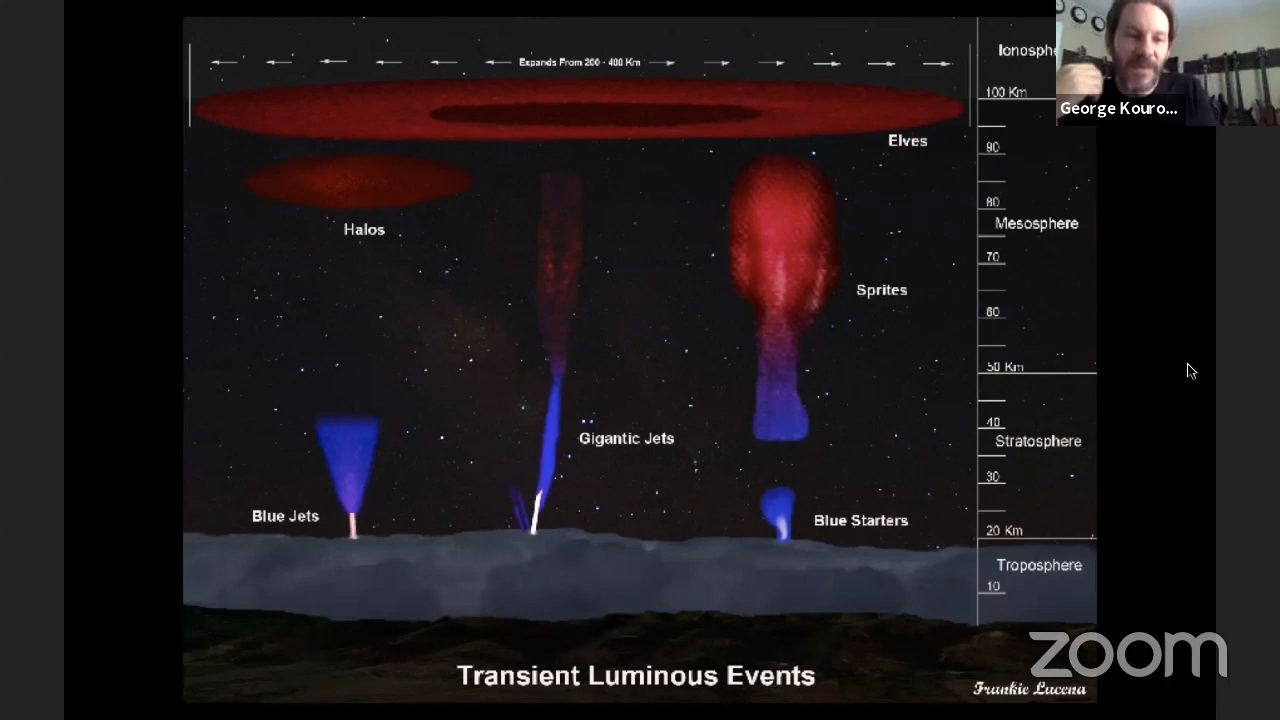 Expands From 200 - 400 Km
Ionosphe
George Kouro...
100 Km
Elves
90
80
Halos
Mesosphere
70
Sprites
60
50 Km
40
Gigantic Jets
Stratosphere
30
Blue Jets
Blue Starters
20 Km
Troposphere
10
zoom
Transient Luminous Events
Frankie Lucena